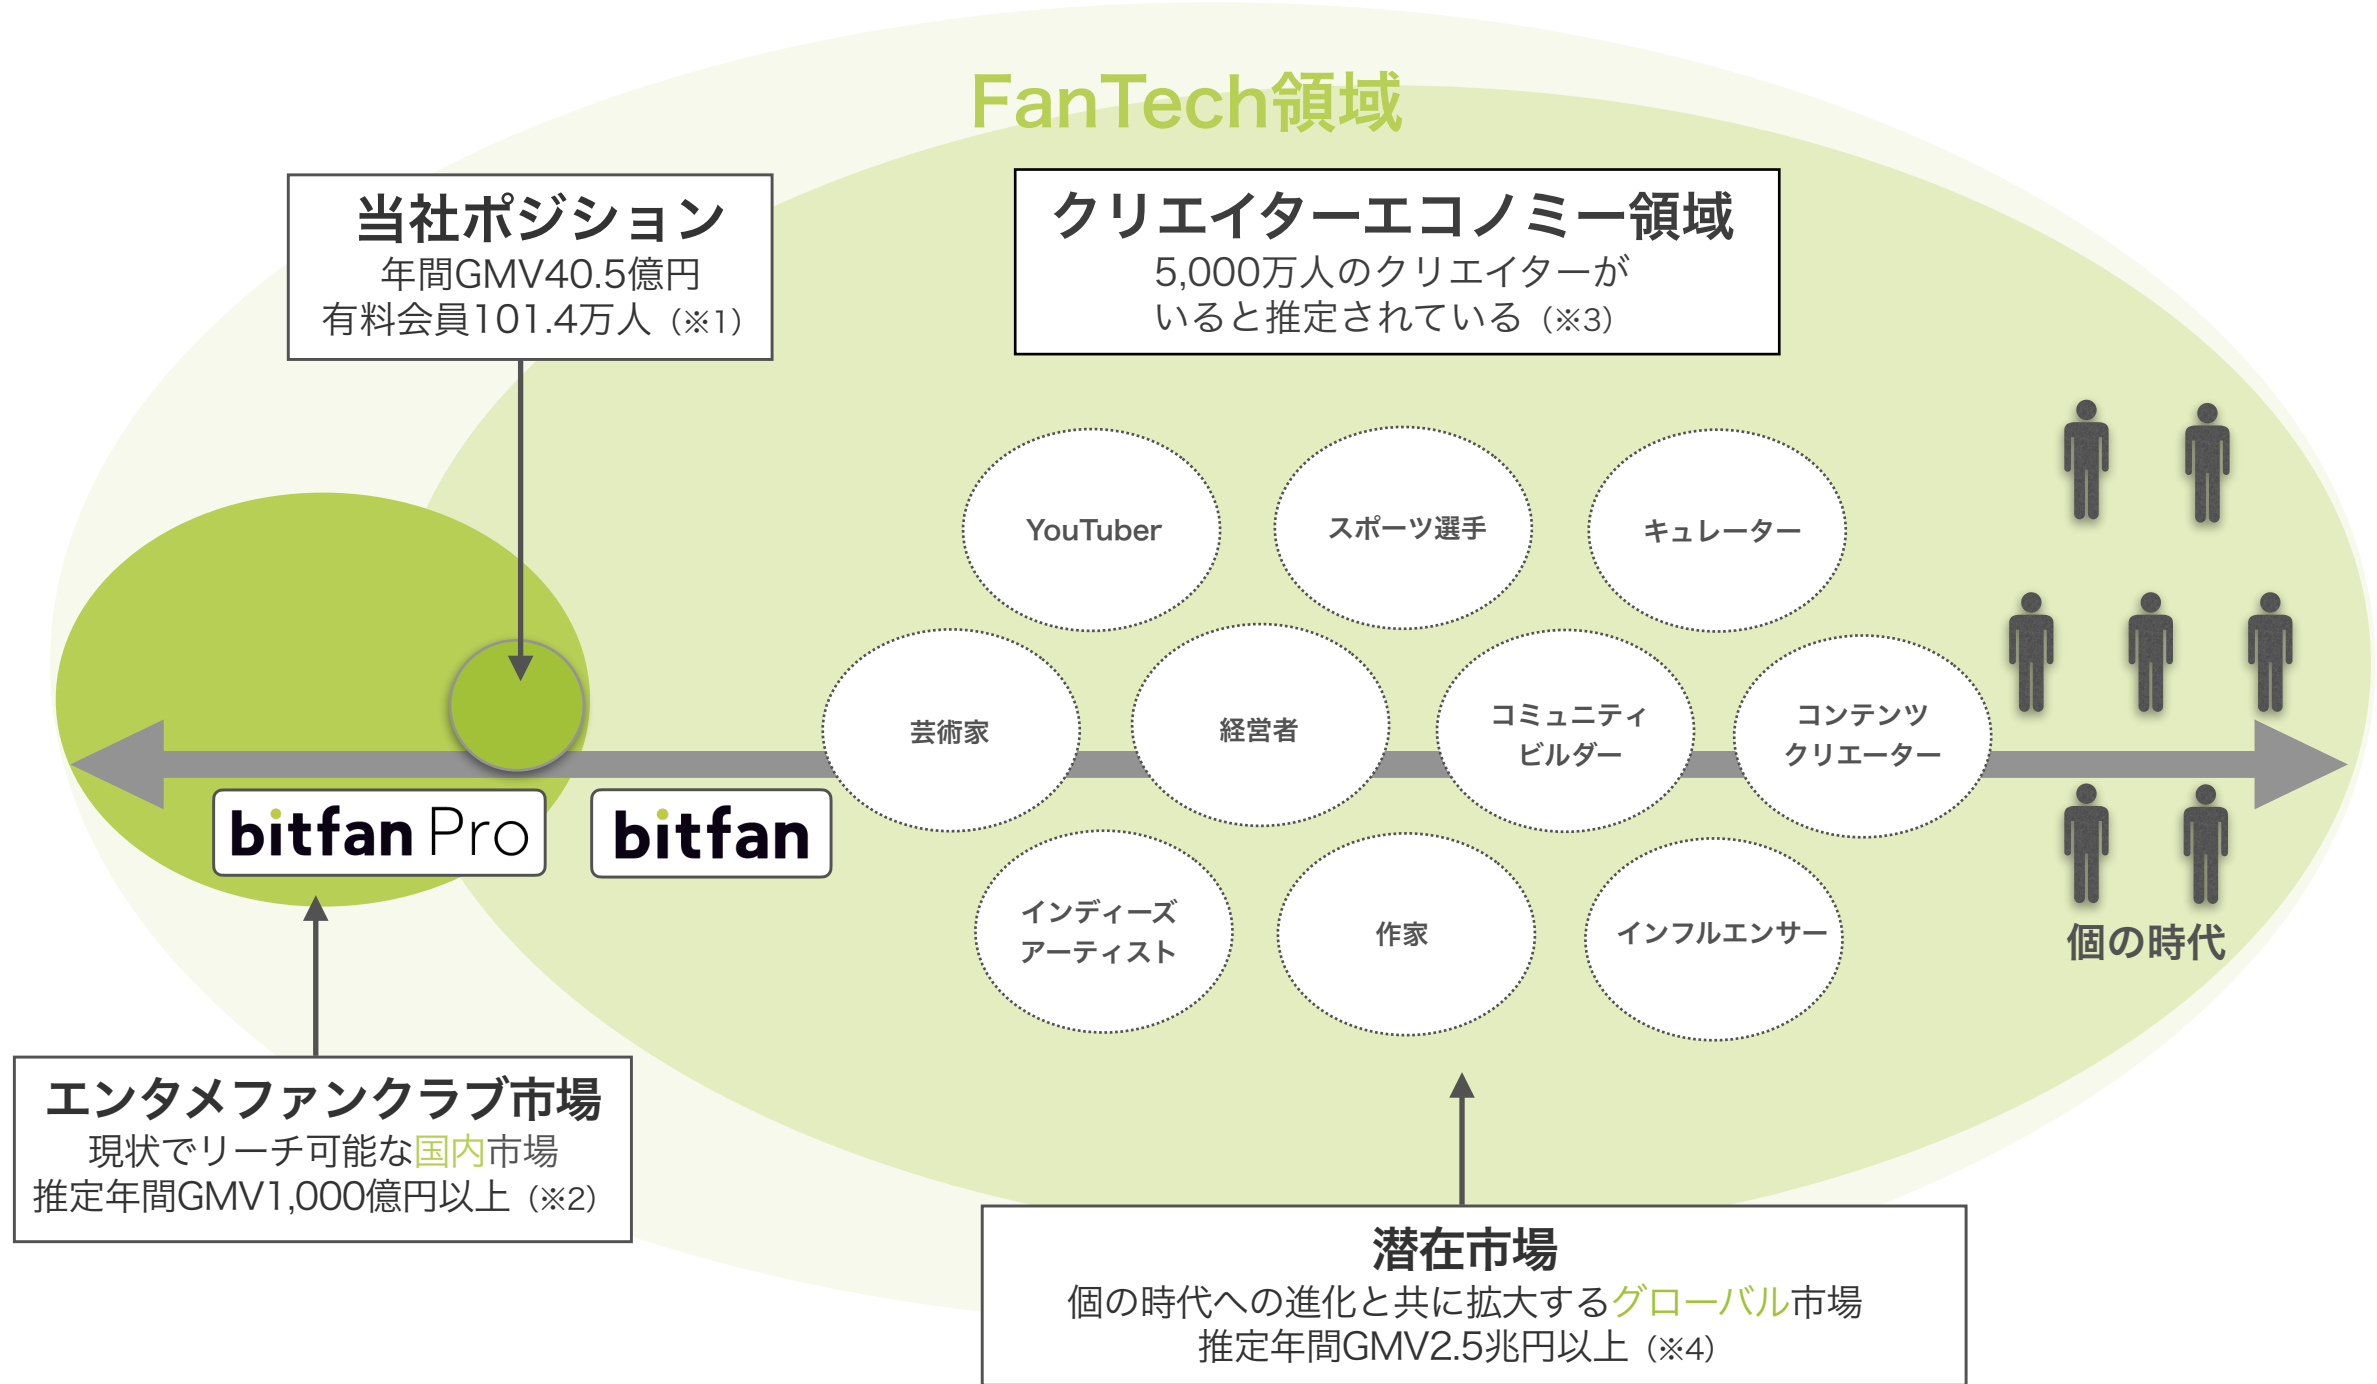 FanTech領域
当社ポジション
年間GMV40.5億円
有料会員101.4万人（※1）
クリエイターエコノミー領域
5,000万人のクリエイターが
いると推定されている（※3）
YouTuber
スポーツ選手
キュレーター
芸術家
経営者
コミュニティ
ビルダー
コンテンツ
クリエーター
bitfan Pro
bitfan
インディーズ
アーティスト
作家
インフルエンサー
個の時代
エンタメファンクラブ市場
現状でリーチ可能な国内市場
推定年間GMV1,000億円以上（※2）
潜在市場
個の時代への進化と共に拡大するグローバル市場
推定年間GMV2.5兆円以上（※4）